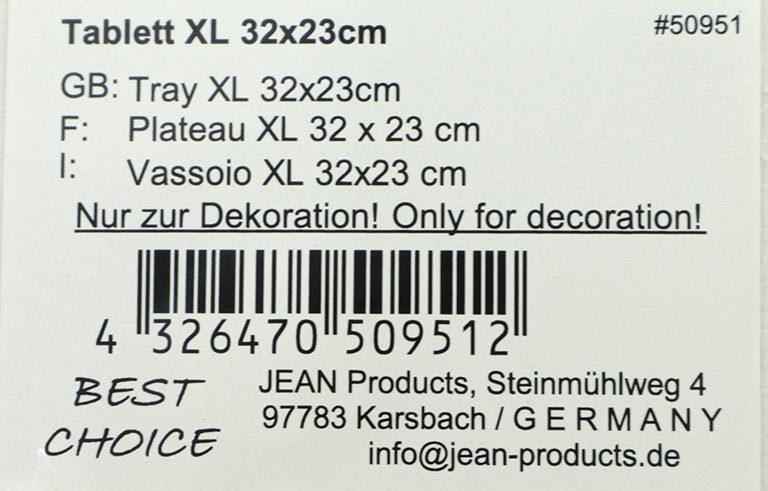 Tablett XL 32x23cm #50951
GB: Tray XL 32x23cm
F: Plateau XL 32 x 23 cm
I: Vassoio XL 32x23 cm
Nur zur Dekoration! Only for decoration!
4 326470 509512
BEST CHOICE
JEAN Products, Steinmühlweg 4
97783 Karsbach / G E R M A N Y
info@jean-products.de